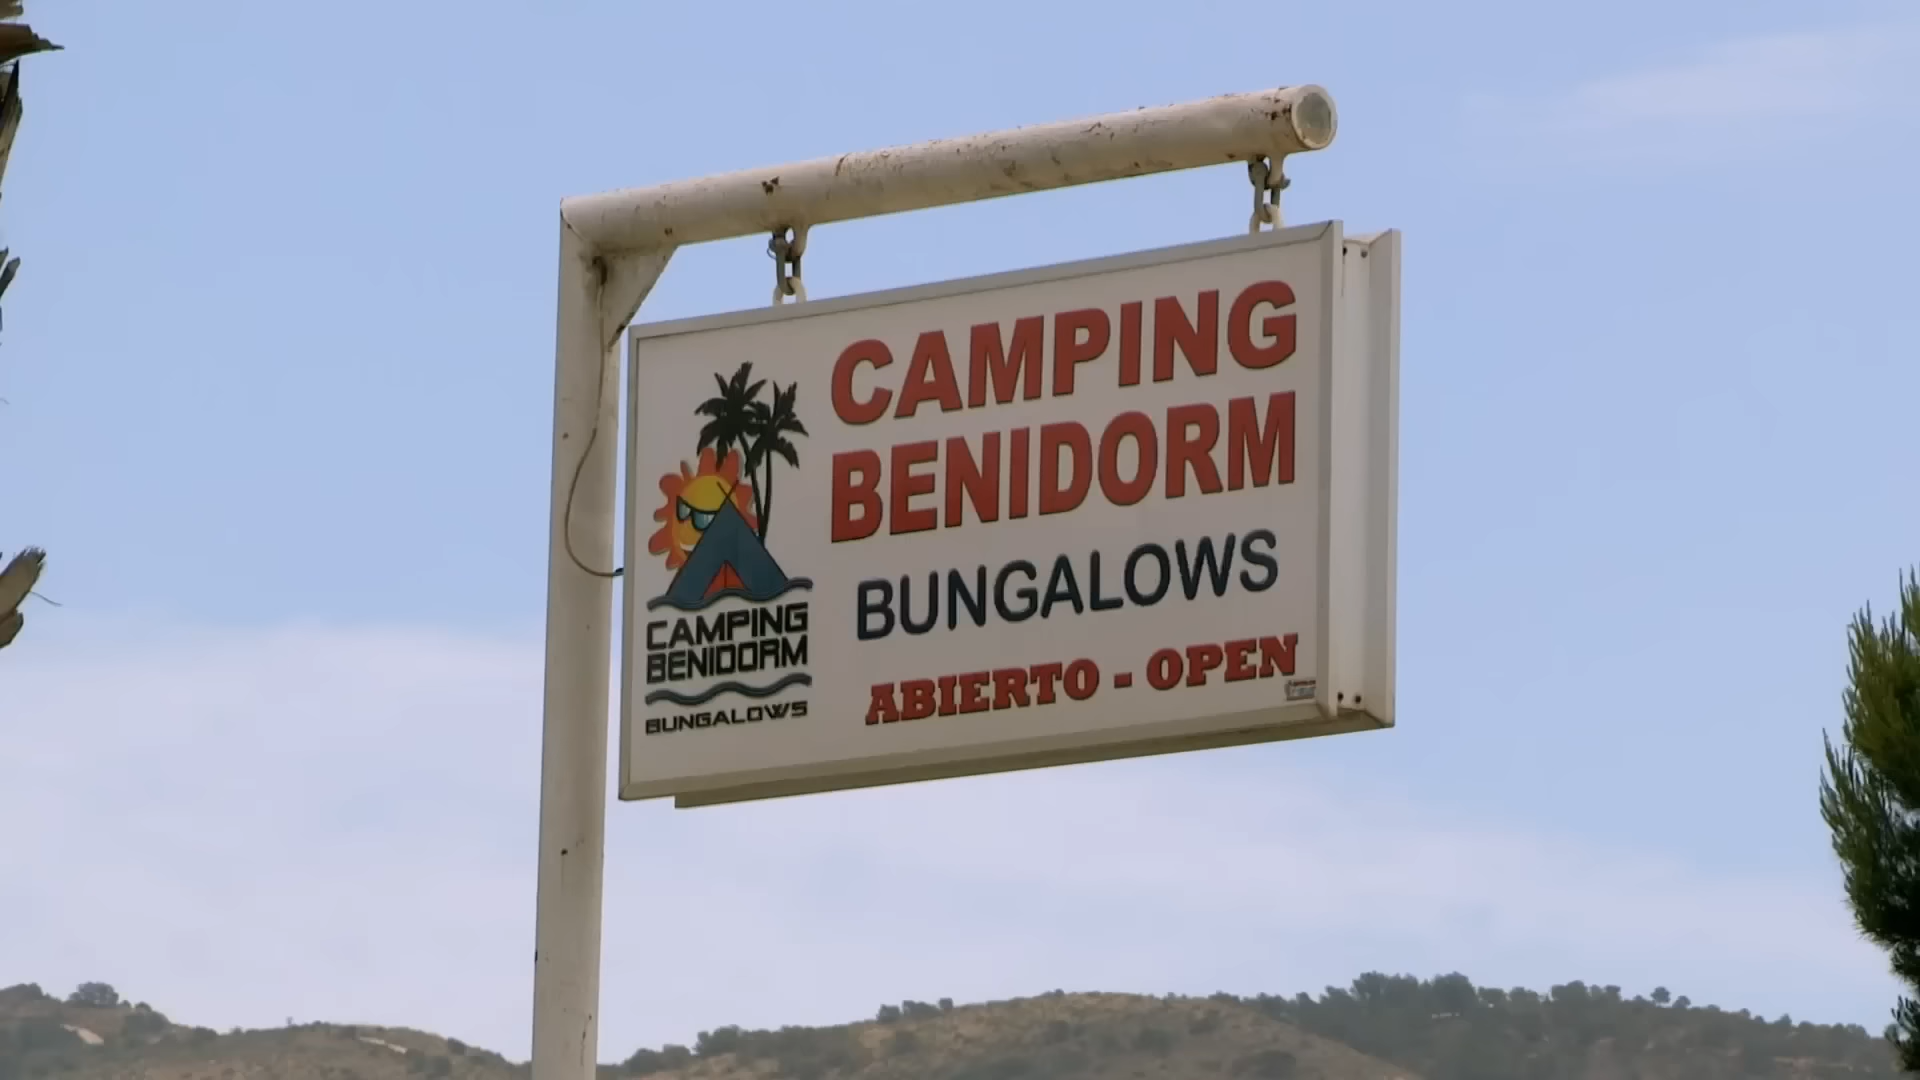 CAMPING
BENIDORM
BUNGALOWS
ABIERTO - OPEN
CAMPING
BENIDORM
BUNGALOWS